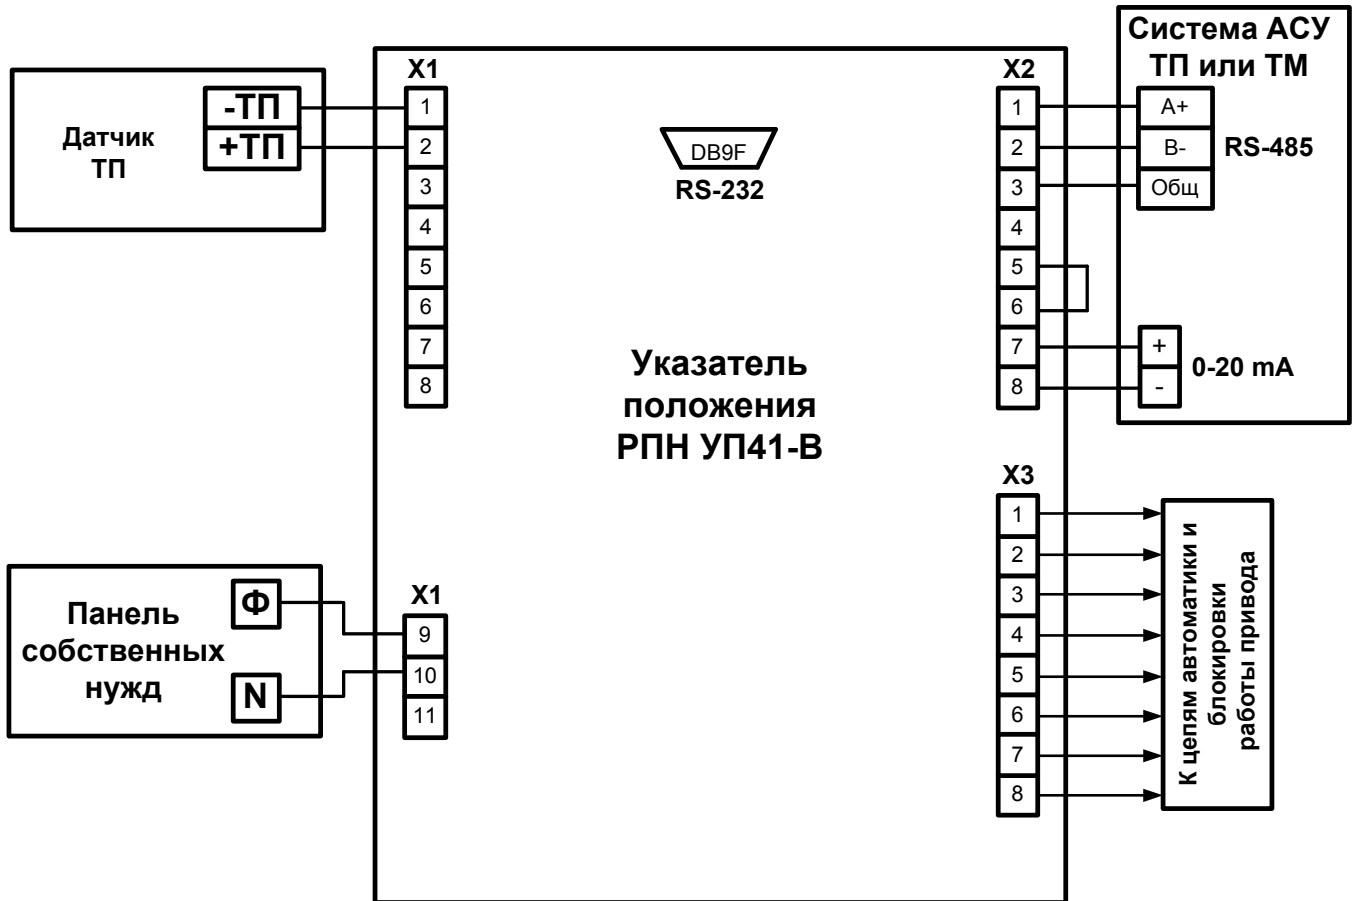 Датчик
ТП
-ТП
+ТП
X1
1
2
3
4
5
6
7
8
DB9F
RS-232
Указатель
положения
РПН УП41-В
X2
1
2
3
4
5
6
7
8
Система АСУ
ТП или ТМ
A+
B-
Общ
RS-485
+
-
0-20 mA
Панель
собственных
нужд
Ф
N
X1
9
10
11
X3
1
2
3
4
5
6
7
8
К цепям автоматики и
блокировки
работы привода